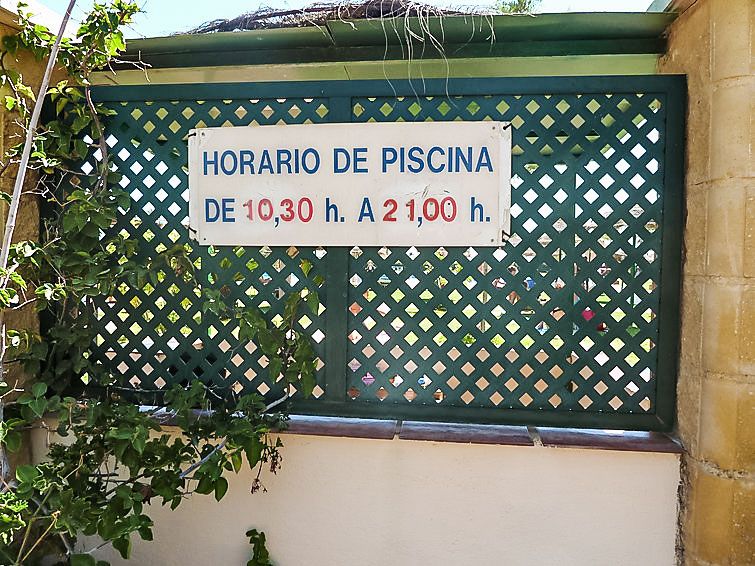 HORARIO DE PISCINA
DE 10,30 h. A 21,00 h.